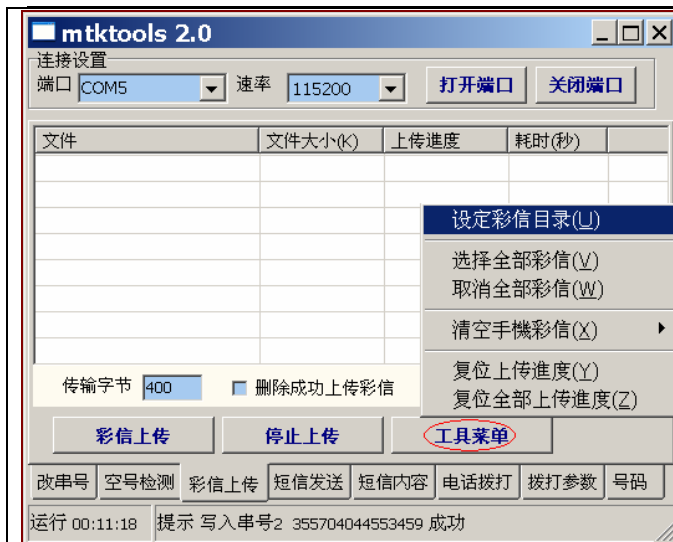 mtktools 2.0
连接设置
端口 COM5 速率 115200 打开端口 关闭端口
文件 文件大小(K) 上传進度 耗时(秒)
设定彩信目录(U)
选择全部彩信(V)
取消全部彩信(W)
清空手機彩信(X)
复位上传進度(Y)
复位全部上传進度(Z)
传输字节 400 删除成功上传彩信
彩信上传 停止上传 工具菜单
改串号 空号检测 彩信上传 短信发送 短信内容 电话拨打 拨打参数 号码
运行 00:11:18 提示 写入串号2 355704044553459 成功